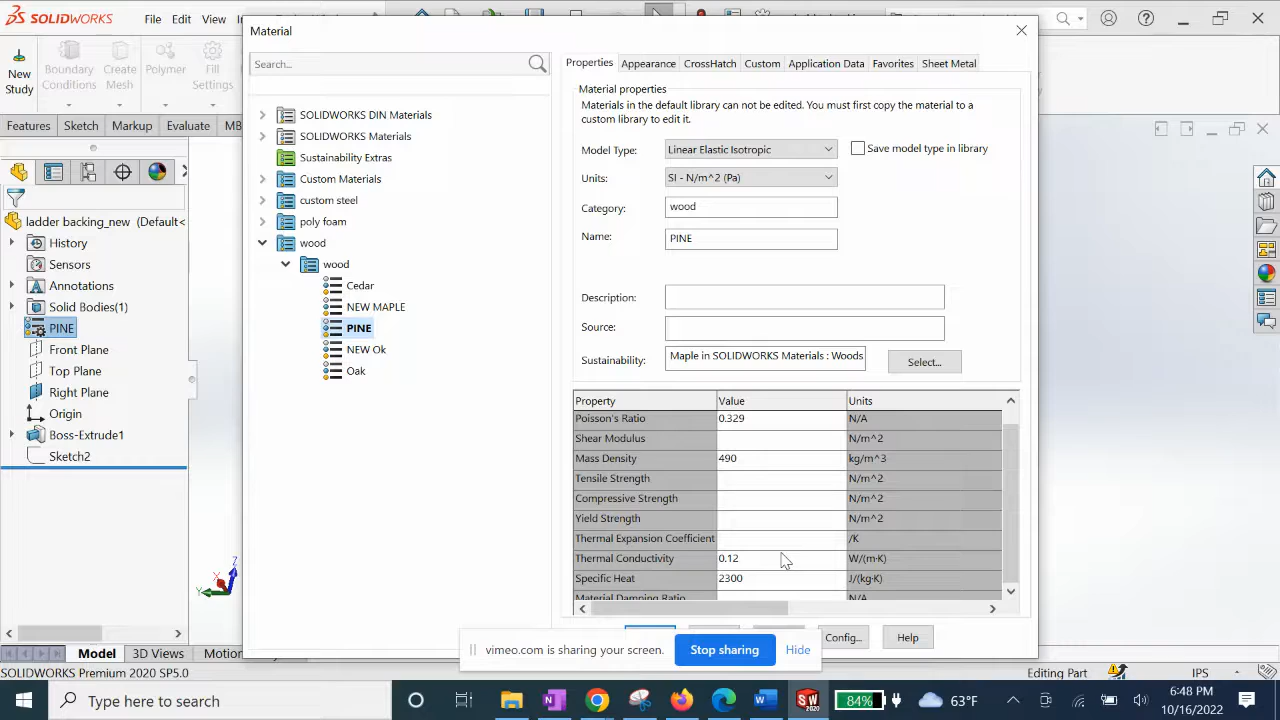 SOLIDWORKS
File
Edit
View
Material
New
Study
Boundary
Conditions
Create
Mesh
Polymer
Fill
Settings
Features
Sketch
Markup
Evaluate
MB
ladder backing_new (Default<
History
Sensors
Annotations
Solid Bodies(1)
PINE
Front Plane
Top Plane
Right Plane
Origin
Boss-Extrude1
Sketch2
Search...
SOLIDWORKS DIN Materials
SOLIDWORKS Materials
Sustainability Extras
Custom Materials
custom steel
poly foam
wood
wood
Cedar
NEW MAPLE
PINE
NEW Ok
Oak
Properties Appearance CrossHatch Custom Application Data Favorites Sheet Metal
Material properties
Materials in the default library can not be edited. You must first copy the material to a
custom library to edit it.
Model Type: Linear Elastic Isotropic Save model type in library
Units: SI - N/m^2 (Pa)
Category: wood
Name: PINE
Description:
Source:
Sustainability: Maple in SOLIDWORKS Materials : Woods Select...
Property Value Units
Poisson's Ratio 0.329 N/A
Shear Modulus N/m^2
Mass Density 490 kg/m^3
Tensile Strength N/m^2
Compressive Strength N/m^2
Yield Strength N/m^2
Thermal Expansion Coefficient /K
Thermal Conductivity 0.12 W/(m·K)
Specific Heat 2300 J/(kg·K)
Material Damping Ratio N/A
Config... Help
vimeo.com is sharing your screen. Stop sharing Hide
Z
X
Y
Model 3D Views Motion
SOLIDWORKS Premium 2020 SP5.0 Editing Part IPS
Type here to search
SW
2020
84%
63°F
6:48 PM
10/16/2022